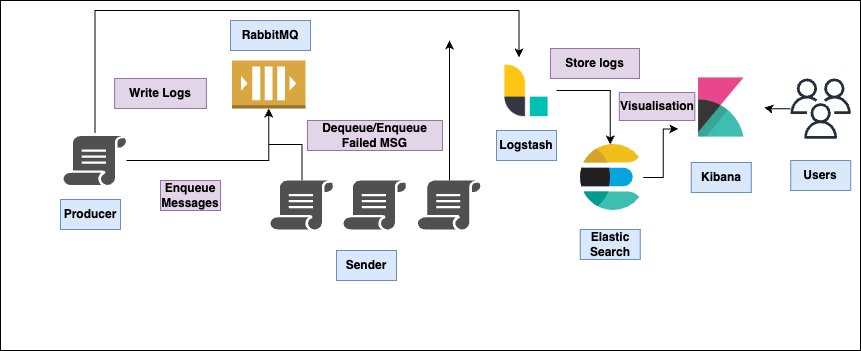 RabbitMQ
Store logs
Write Logs
Visualisation
Dequeue/Enqueue
Failed MSG
Logstash
Enqueue
Messages
Kibana
Users
Producer
Elastic
Search
Sender